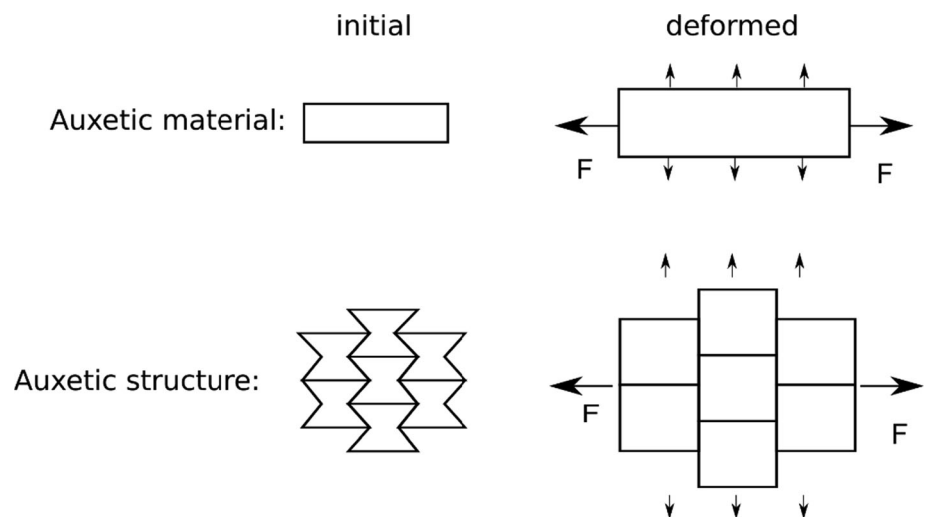 initial
deformed
Auxetic material:
F
F
Auxetic structure:
F
F